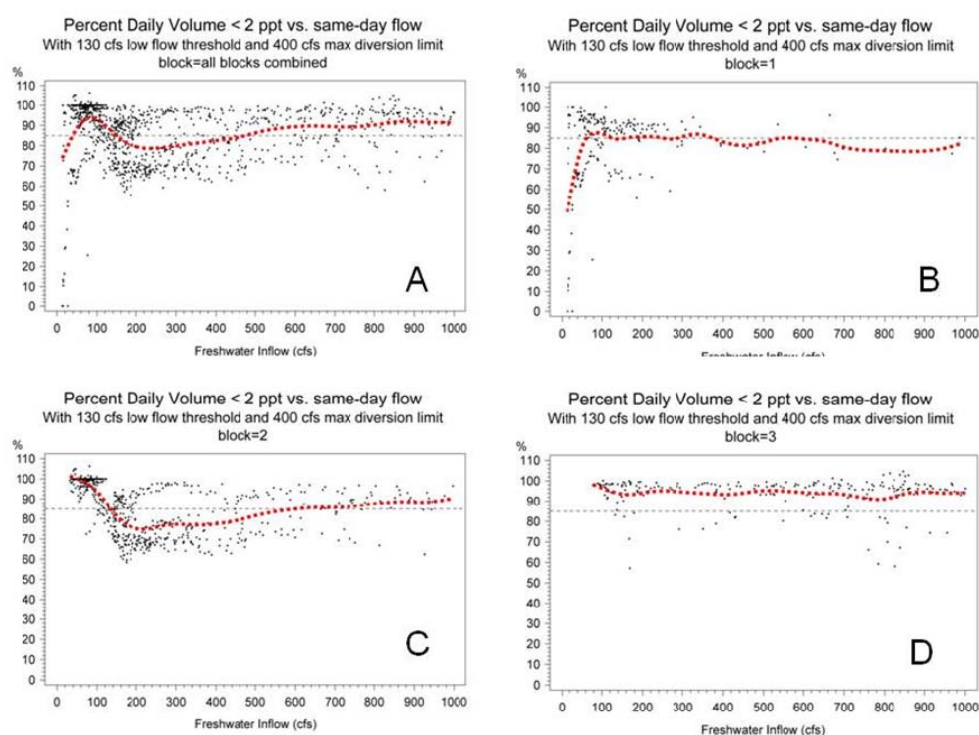 Percent Daily Volume < 2 ppt vs. same-day flow
With 130 cfs low flow threshold and 400 cfs max diversion limit
block=all blocks combined
%
110
100
90
80
70
60
50
40
30
20
10
0
A
0 100 200 300 400 500 600 700 800 900 1000
Freshwater Inflow (cfs)
Percent Daily Volume < 2 ppt vs. same-day flow
With 130 cfs low flow threshold and 400 cfs max diversion limit
block=1
%
110
100
90
80
70
60
50
40
30
20
10
0
B
0 100 200 300 400 500 600 700 800 900 1000
Freshwater Inflow (cfs)
Percent Daily Volume < 2 ppt vs. same-day flow
With 130 cfs low flow threshold and 400 cfs max diversion limit
block=2
%
110
100
90
80
70
60
50
40
30
20
10
0
C
0 100 200 300 400 500 600 700 800 900 1000
Freshwater Inflow (cfs)
Percent Daily Volume < 2 ppt vs. same-day flow
With 130 cfs low flow threshold and 400 cfs max diversion limit
block=3
%
110
100
90
80
70
60
50
40
30
20
10
0
D
0 100 200 300 400 500 600 700 800 900 1000
Freshwater Inflow (cfs)